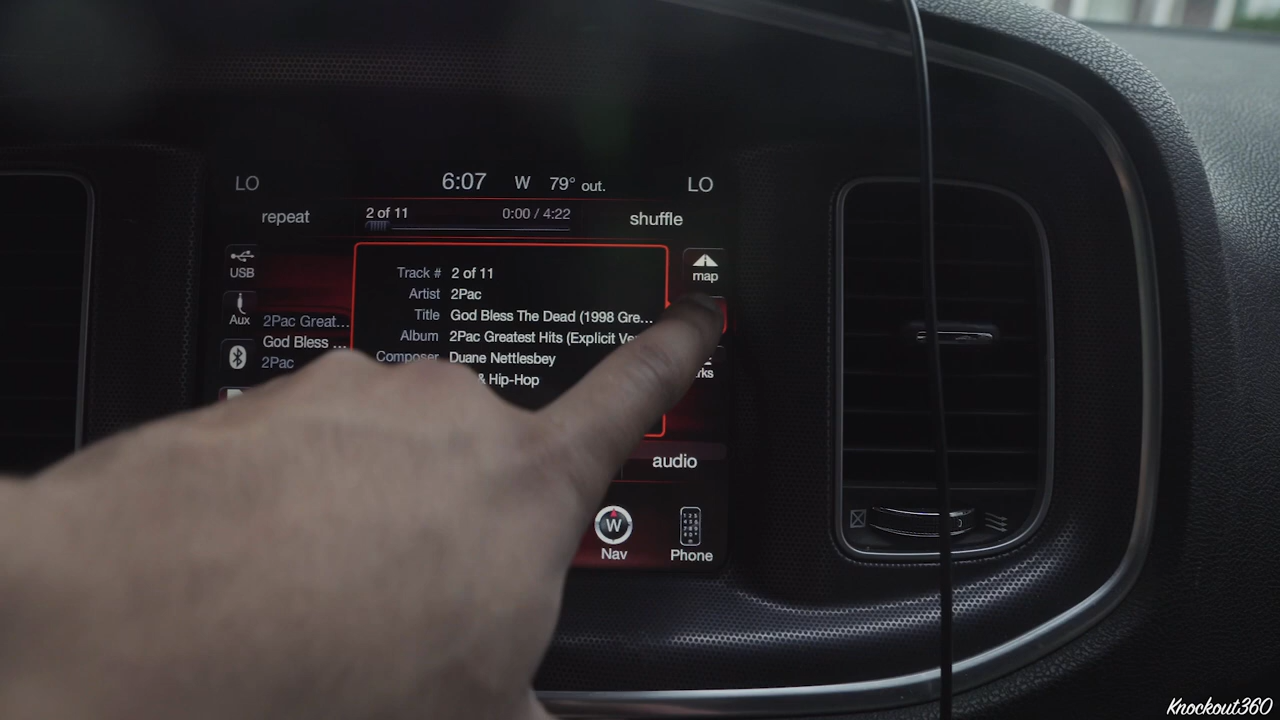 LO 6:07 W 79° out. LO
repeat 2 of 11 0:00 / 4:22 shuffle
USB
map
Aux
Track # 2 of 11
Artist 2Pac
Title God Bless The Dead (1998 Gre...
Album 2Pac Greatest Hits (Explicit
Composer Duane Nettlesbey
& Hip-Hop
2Pac Great...
God Bless ...
2Pac
audio
W
Nav
Phone
Knockout360